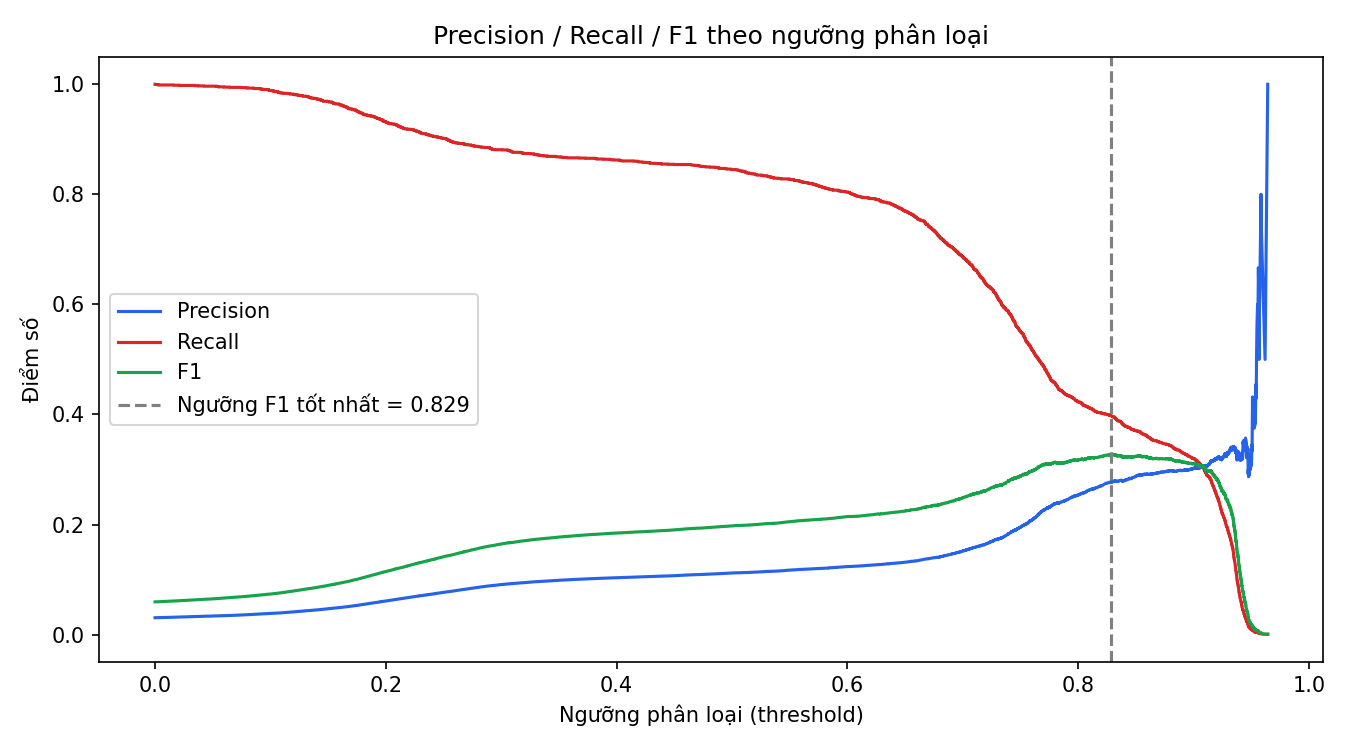 Precision / Recall / F1 theo ngưỡng phân loại
Điểm số
1.0
0.8
0.6
0.4
0.2
0.0
Precision
Recall
F1
Ngưỡng F1 tốt nhất = 0.829
0.0 0.2 0.4 0.6 0.8 1.0
Ngưỡng phân loại (threshold)